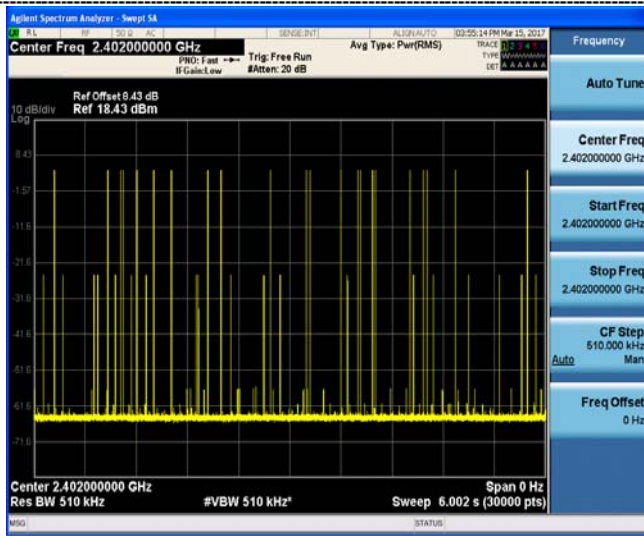 Agilent Spectrum Analyzer - Swept SA
RL RF 50 Ω AC SENSE:INT ALIGNAUTO 03:55:14 PM Mar 15, 2017
Center Freq 2.402000000 GHz
Avg Type: Pwr(RMS)
TRACE 1 2 3 4 5 6
PNO: Fast Trig: Free Run
TYPE
IFGain:Low #Atten: 20 dB
DET A A A A A A
Ref Offset 8.43 dB
10 dB/div Ref 18.43 dBm
Log
8.43
-1.57
-11.6
-21.6
-31.6
-41.6
-51.6
-61.6
-71.6
Center 2.402000000 GHz Span 0 Hz
Res BW 510 kHz #VBW 510 kHz* Sweep 6.002 s (30000 pts)
MSG STATUS
Frequency
Auto Tune
Center Freq
2.402000000 GHz
Start Freq
2.402000000 GHz
Stop Freq
2.402000000 GHz
CF Step
510.000 kHz
Auto Man
Freq Offset
0 Hz